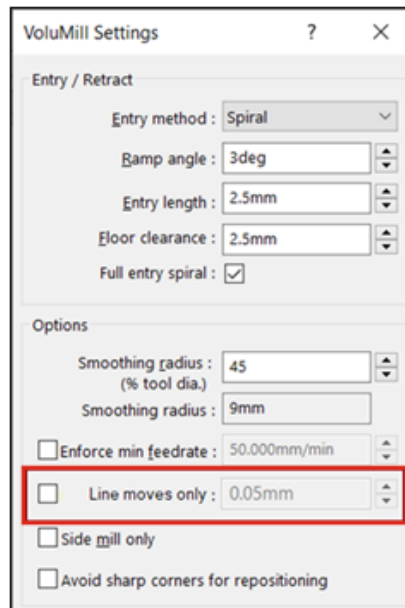 VoluMill Settings ?
Entry / Retract
Entry method : Spiral
Ramp angle : 3deg
Entry length : 2.5mm
Floor clearance : 2.5mm
Full entry spiral :
Options
Smoothing radius : 45
(% tool dia.)
Smoothing radius : 9mm
Enforce min feedrate : 50.000mm/min
Line moves only : 0.05mm
Side mill only
Avoid sharp corners for repositioning